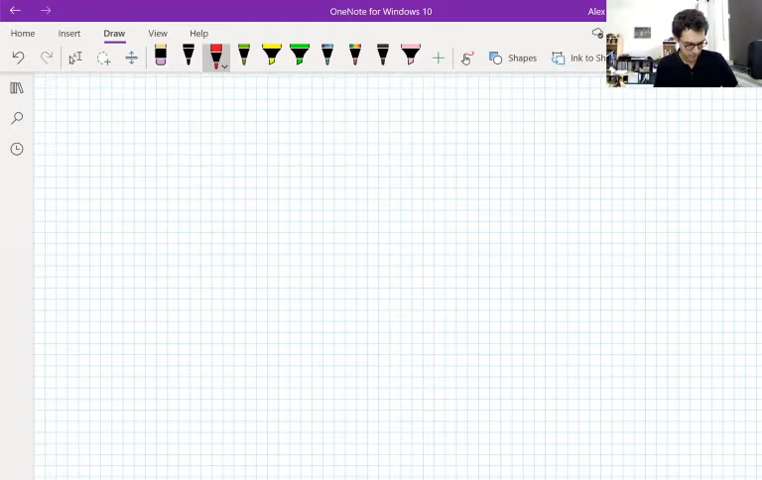 OneNote for Windows 10
Alex
Home Insert Draw View Help
Shapes
Ink to Sh